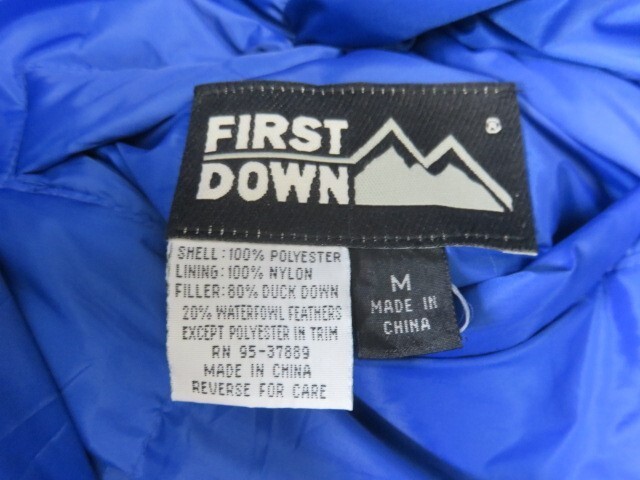 FIRST
DOWN
®
SHELL: 100% POLYESTER
LINING: 100% NYLON
FILLER: 80% DUCK DOWN
20% WATERFOWL FEATHERS
EXCEPT POLYESTER IN TRIM
RN 95-37889
MADE IN CHINA
REVERSE FOR CARE
M
MADE IN
CHINA